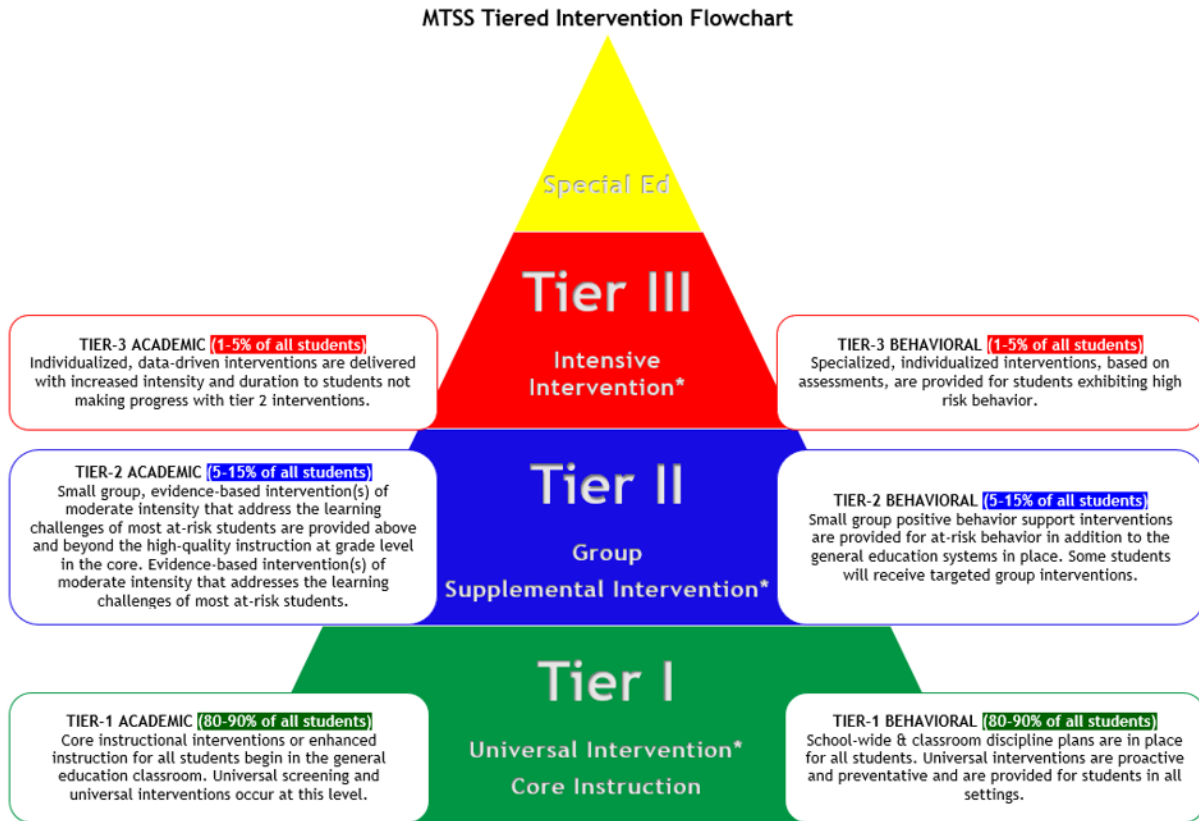 MTSS Tiered Intervention Flowchart
Special Ed
Tier III
Intensive
Intervention*
TIER-3 ACADEMIC (1-5% of all students)
Individualized, data-driven interventions are delivered
with increased intensity and duration to students not
making progress with tier 2 interventions.
TIER-3 BEHAVIORAL (1-5% of all students)
Specialized, individualized interventions, based on
assessments, are provided for students exhibiting high
risk behavior.
Tier II
Group
Supplemental Intervention*
TIER-2 ACADEMIC (5-15% of all students)
Small group, evidence-based intervention(s) of
moderate intensity that address the learning
challenges of most at-risk students are provided above
and beyond the high-quality instruction at grade level
in the core. Evidence-based intervention(s) of
moderate intensity that addresses the learning
challenges of most at-risk students.
TIER-2 BEHAVIORAL (5-15% of all students)
Small group positive behavior support interventions
are provided for at-risk behavior in addition to the
general education systems in place. Some students
will receive targeted group interventions.
Tier I
Universal Intervention*
Core Instruction
TIER-1 ACADEMIC (80-90% of all students)
Core instructional interventions or enhanced
instruction for all students begin in the general
education classroom. Universal screening and
universal interventions occur at this level.
TIER-1 BEHAVIORAL (80-90% of all students)
School-wide & classroom discipline plans are in place
for all students. Universal interventions are proactive
and preventative and are provided for students in all
settings.